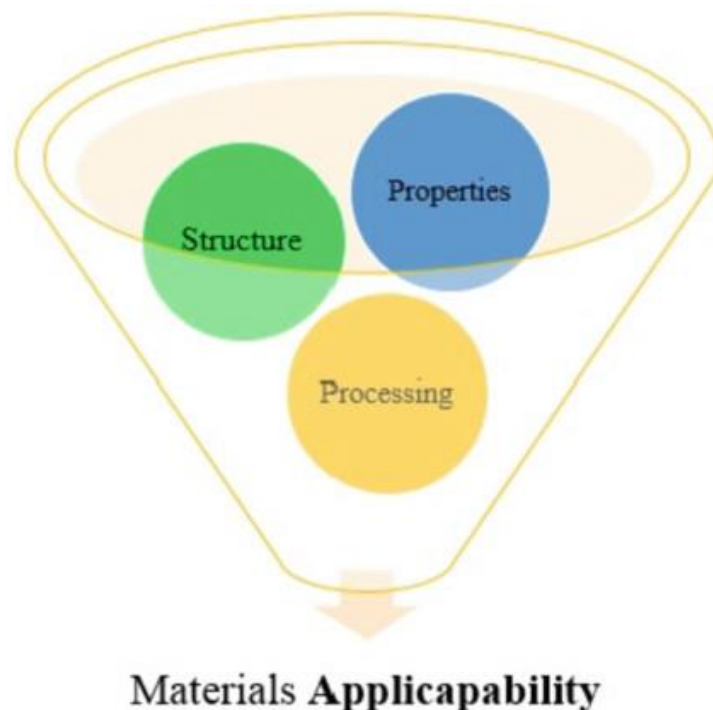 Properties
Structure
Processing
Materials Applicapability